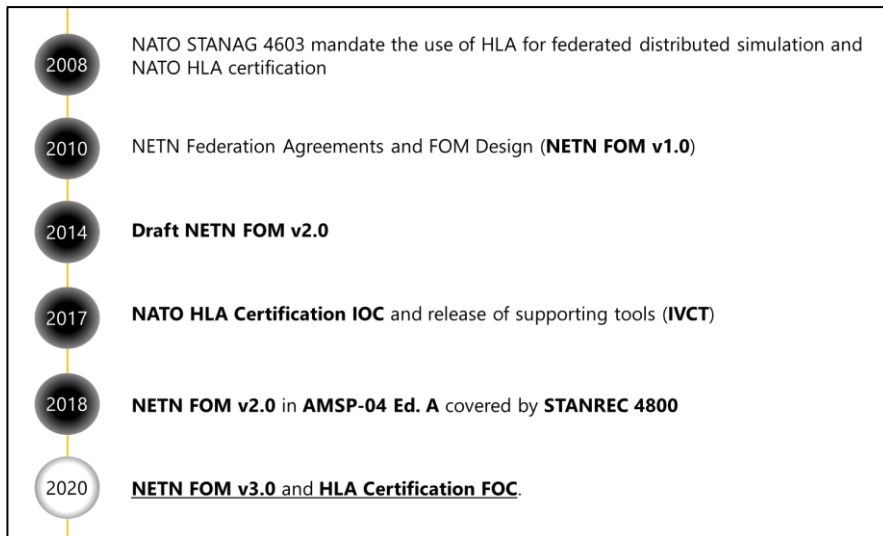 2008
NATO STANAG 4603 mandate the use of HLA for federated distributed simulation and
NATO HLA certification
2010
NETN Federation Agreements and FOM Design (NETN FOM v1.0)
2014
Draft NETN FOM v2.0
2017
NATO HLA Certification IOC and release of supporting tools (IVCT)
2018
NETN FOM v2.0 in AMSP-04 Ed. A covered by STANREC 4800
2020
NETN FOM v3.0 and HLA Certification FOC.